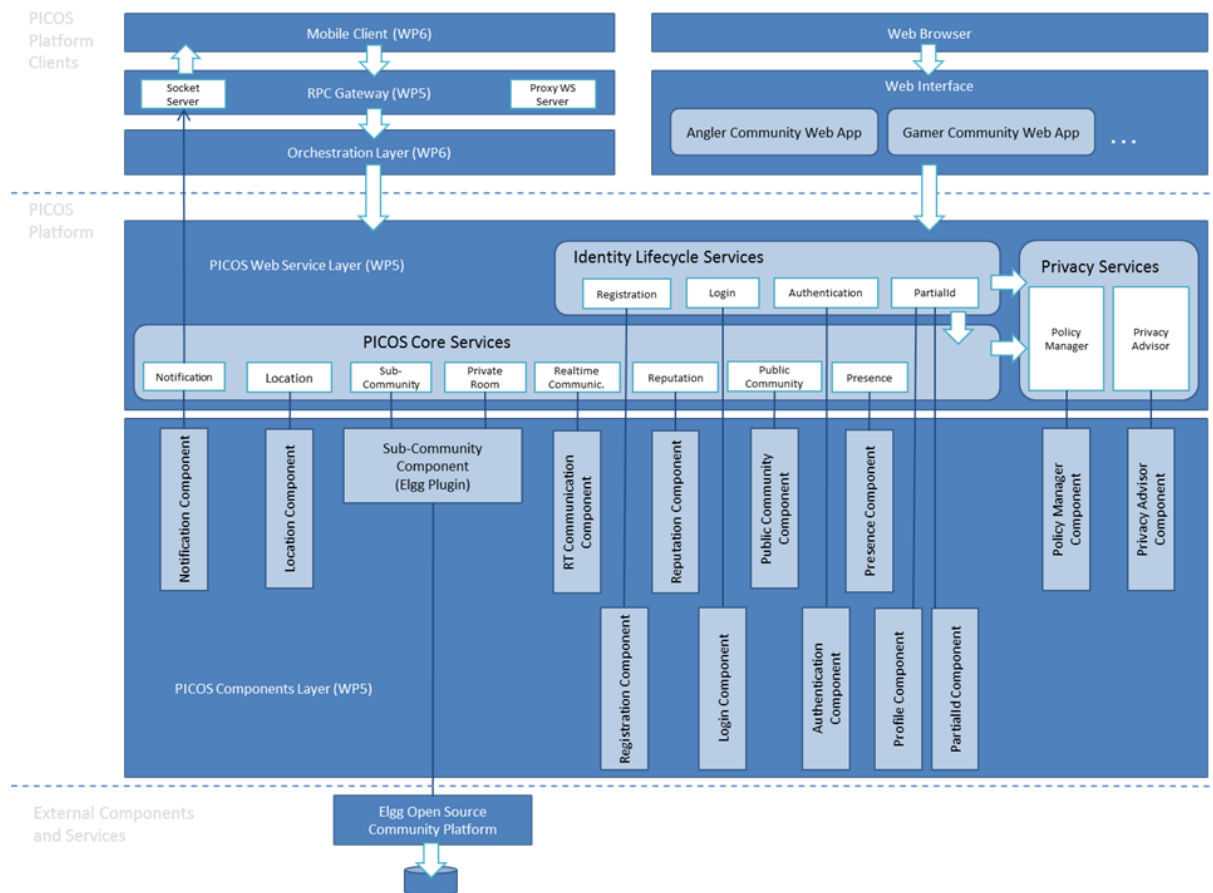 PICOS
Platform
Clients
Mobile Client (WP6)
Web Browser
Socket
Server
RPC Gateway (WP5)
Proxy WS
Server
Web Interface
Angler Community Web App
Gamer Community Web App
...
Orchestration Layer (WP6)
PICOS
Platform
PICOS Web Service Layer (WP5)
Identity Lifecycle Services
Registration
Login
Authentication
PartialId
Privacy Services
Policy
Manager
Privacy
Advisor
PICOS Core Services
Notification
Location
Sub-
Community
Private
Room
Realtime
Communic.
Reputation
Public
Community
Presence
Notification Component
Location Component
Sub-Community
Component
(Elgg Plugin)
RT Communication
Component
Reputation Component
Public Community
Component
Presence Component
Policy Manager
Component
Privacy Advisor
Component
PICOS Components Layer (WP5)
Registration Component
Login Component
Authentication
Component
Profile Component
PartialId Component
External Components
and Services
Elgg Open Source
Community Platform